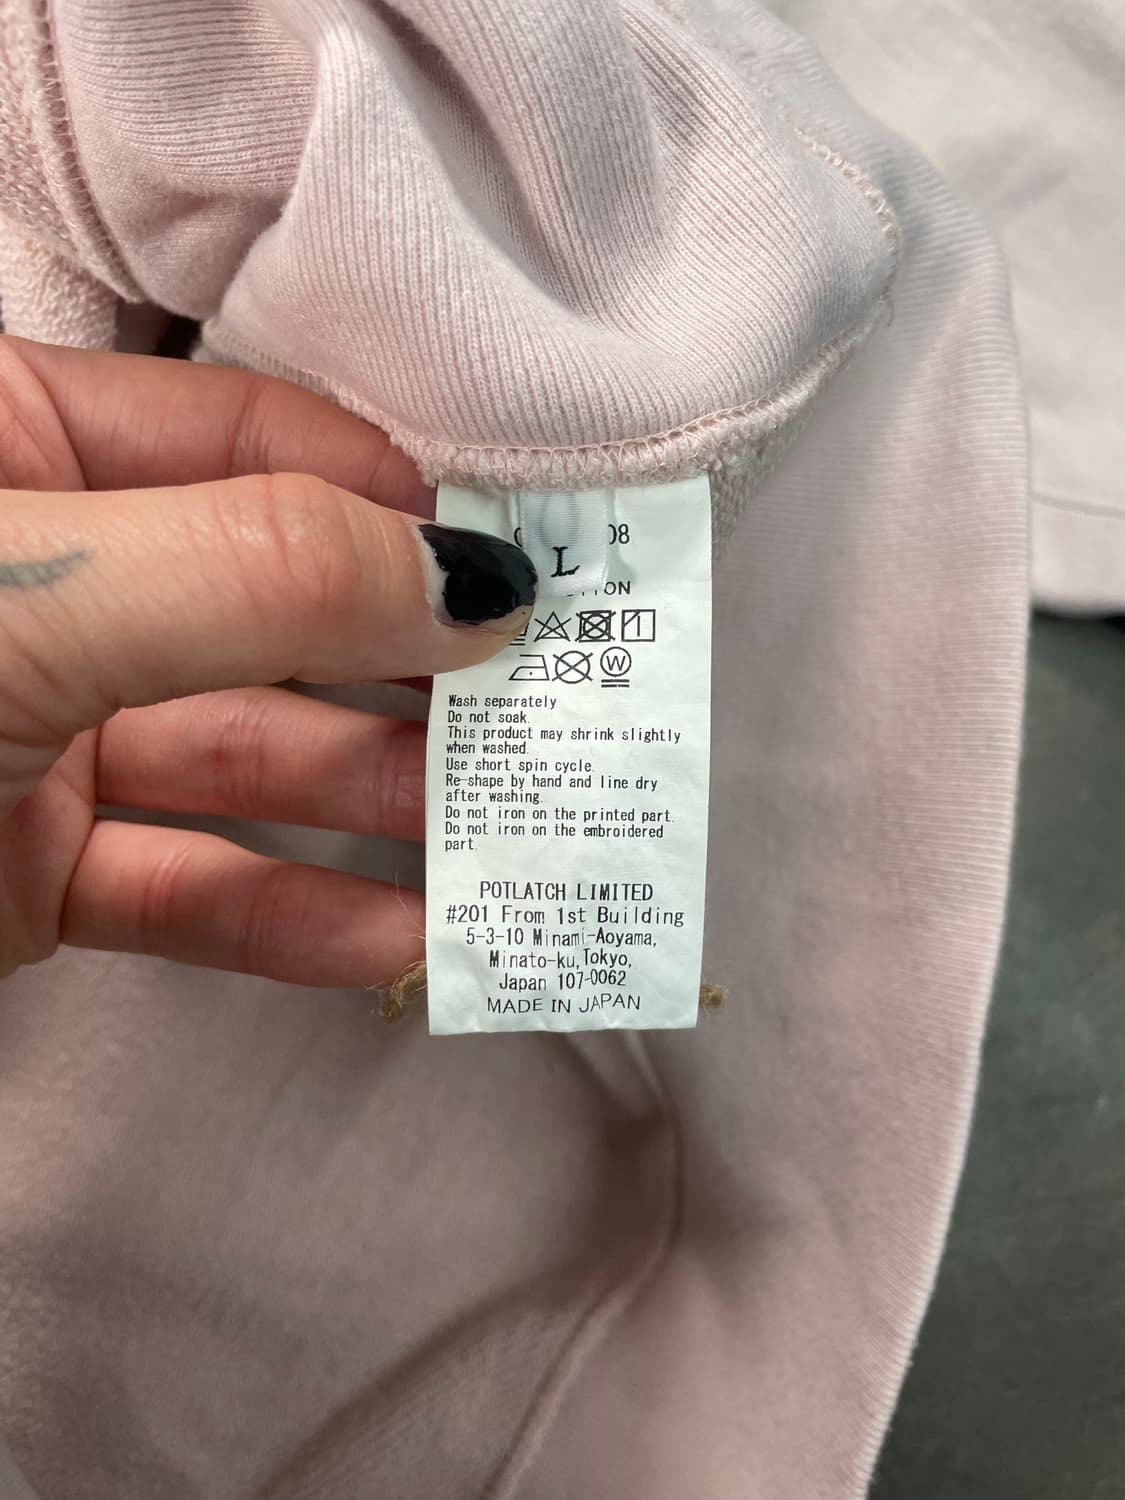 08
L
Wash separately
Do not soak.
This product may shrink slightly
when washed.
Use short spin cycle.
Re-shape by hand and line dry
after washing.
Do not iron on the printed part.
Do not iron on the embroidered
part.
POTLATCH LIMITED
#201 From 1st Building
5-3-10 Minami-Aoyama,
Minato-ku,Tokyo,
Japan 107-0062
MADE IN JAPAN